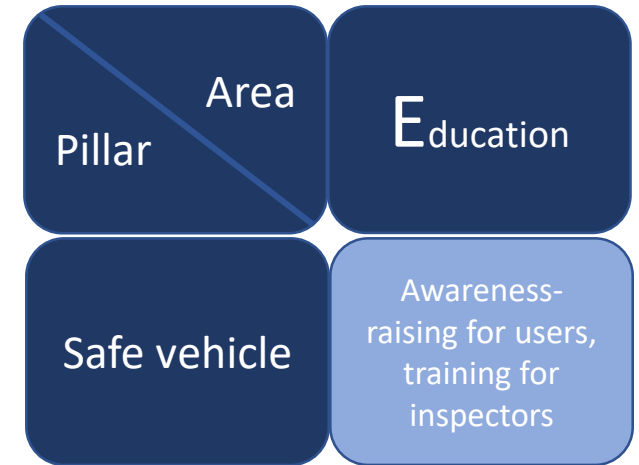 Area
Pillar
Education
Safe vehicle
Awareness-
raising for users,
training for
inspectors